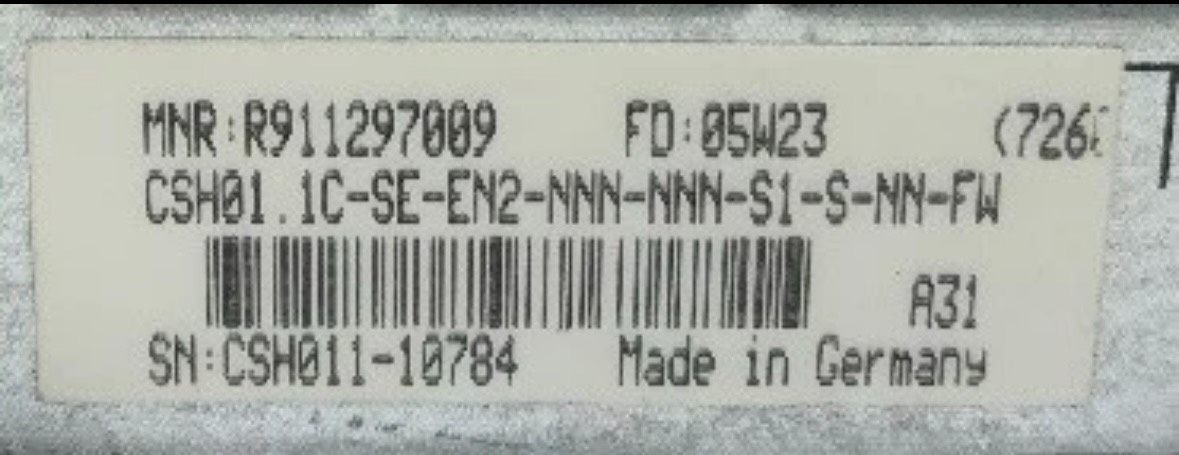 MNR:R911297009 FD:05W23 (726
CSH01.1C-SE-EN2-NNN-NNN-S1-S-NN-FW
A31
SN:CSH011-10784 Made in Germany